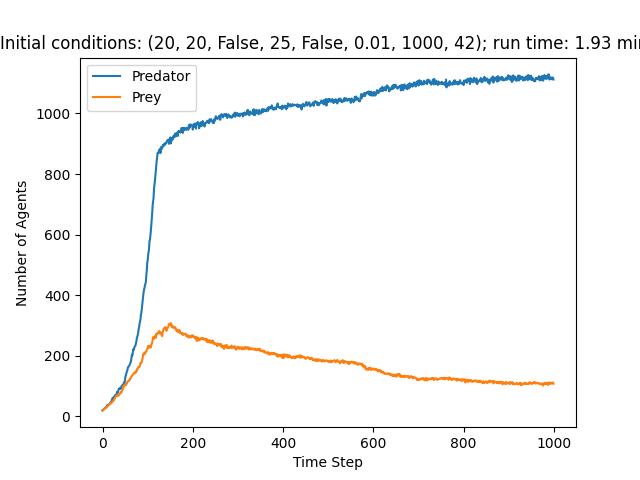 Initial conditions: (20, 20, False, 25, False, 0.01, 1000, 42); run time: 1.93 mi
Predator
Prey
1000
800
600
400
200
0
Number of Agents
0 200 400 600 800 1000
Time Step